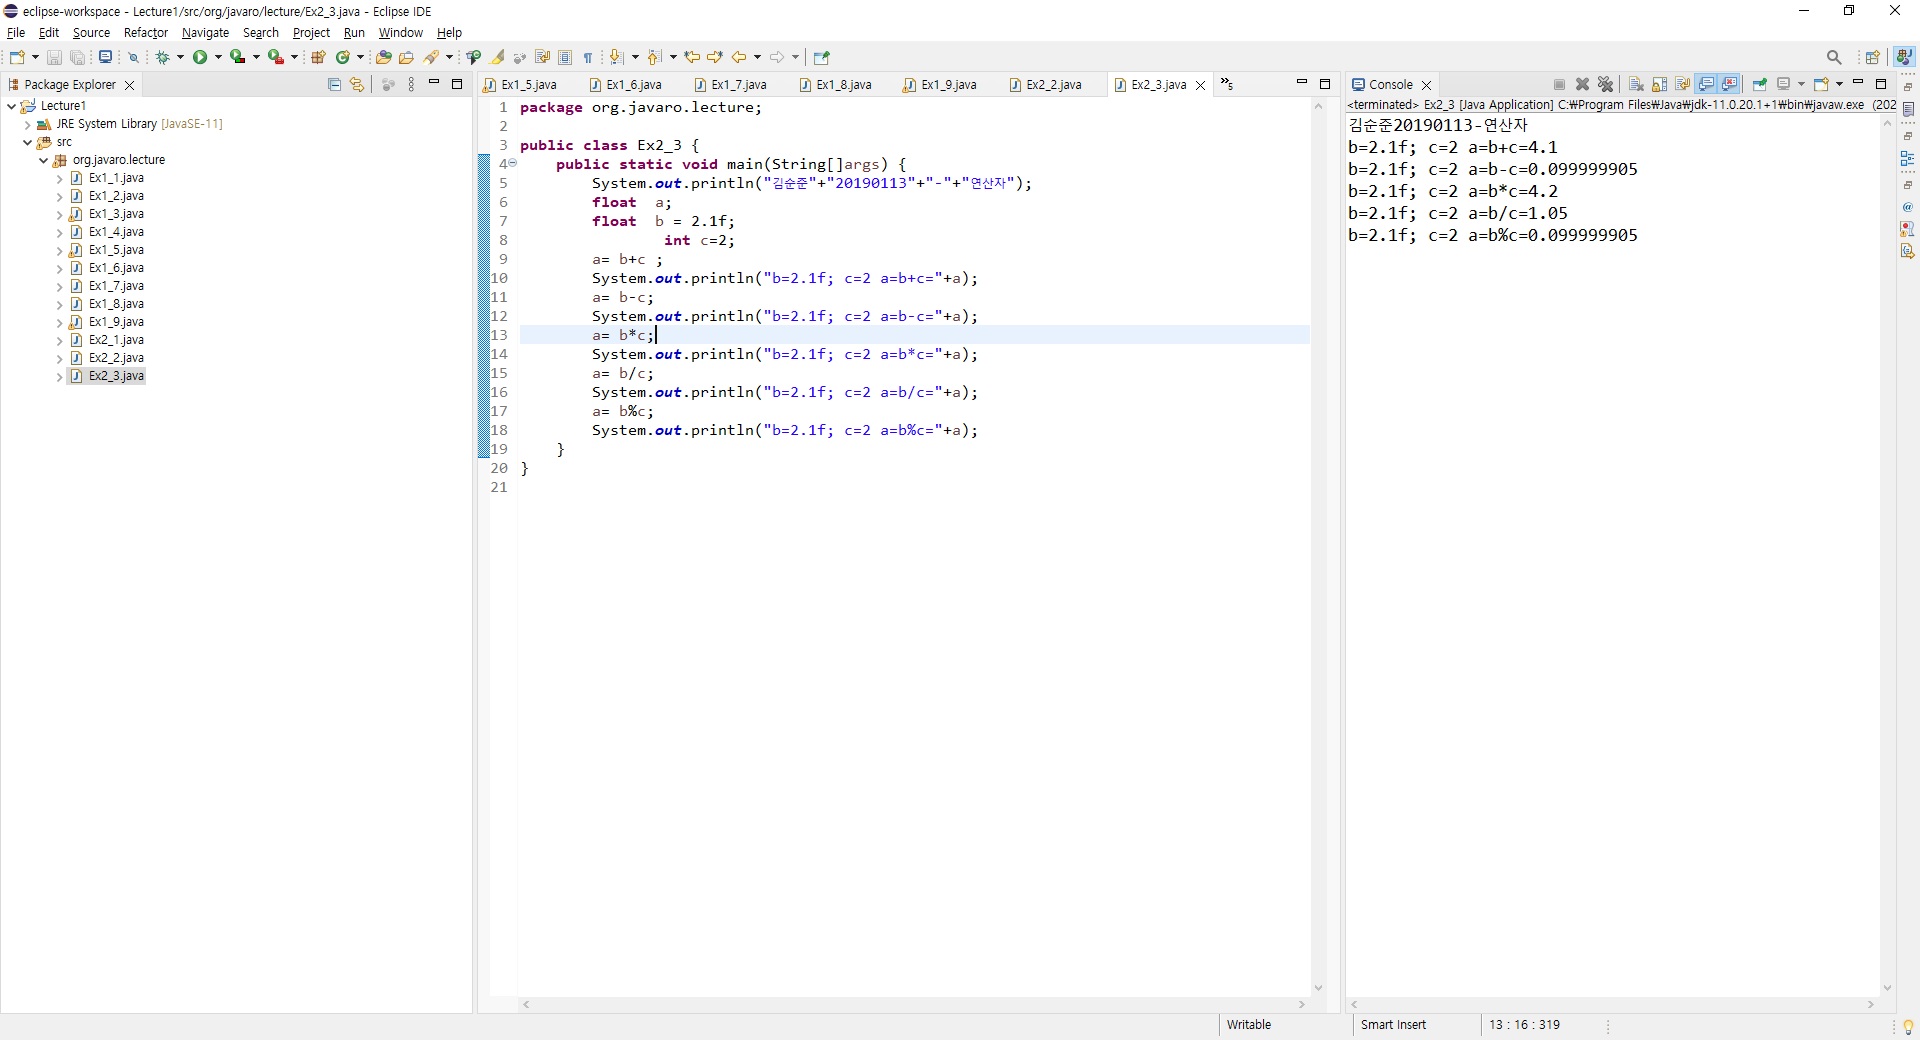 eclipse-workspace - Lecture1/src/org/javaro/lecture/Ex2_3.java - Eclipse IDE
File Edit Source Refactor Navigate Search Project Run Window Help
Package Explorer
Lecture1
JRE System Library [JavaSE-11]
src
org.javaro.lecture
Ex1_1.java
Ex1_2.java
Ex1_3.java
Ex1_4.java
Ex1_5.java
Ex1_6.java
Ex1_7.java
Ex1_8.java
Ex1_9.java
Ex2_1.java
Ex2_2.java
Ex2_3.java
Ex1_5.java Ex1_6.java Ex1_7.java Ex1_8.java Ex1_9.java Ex2_2.java Ex2_3.java »5
1 package org.javaro.lecture;
2
3 public class Ex2_3 {
4 public static void main(String[]args) {
5 System.out.println("김순준"+"20190113"+"-"+"연산자");
6 float a;
7 float b = 2.1f;
8 int c=2;
9 a= b+c ;
10 System.out.println("b=2.1f; c=2 a=b+c="+a);
11 a= b-c;
12 System.out.println("b=2.1f; c=2 a=b-c="+a);
13 a= b*c;
14 System.out.println("b=2.1f; c=2 a=b*c="+a);
15 a= b/c;
16 System.out.println("b=2.1f; c=2 a=b/c="+a);
17 a= b%c;
18 System.out.println("b=2.1f; c=2 a=b%c="+a);
19 }
20 }
21
Console
<terminated> Ex2_3 [Java Application] C:₩Program Files₩Java₩jdk-11.0.20.1+1₩bin₩javaw.exe (202
김순준20190113-연산자
b=2.1f; c=2 a=b+c=4.1
b=2.1f; c=2 a=b-c=0.099999905
b=2.1f; c=2 a=b*c=4.2
b=2.1f; c=2 a=b/c=1.05
b=2.1f; c=2 a=b%c=0.099999905
Writable Smart Insert 13 : 16 : 319